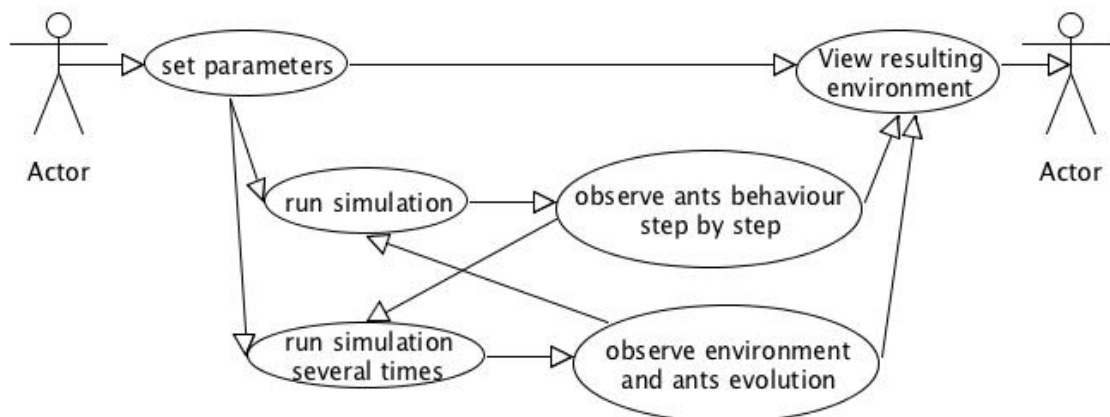 set parameters
View resulting
environment
Actor
Actor
run simulation
observe ants behaviour
step by step
run simulation
several times
observe environment
and ants evolution